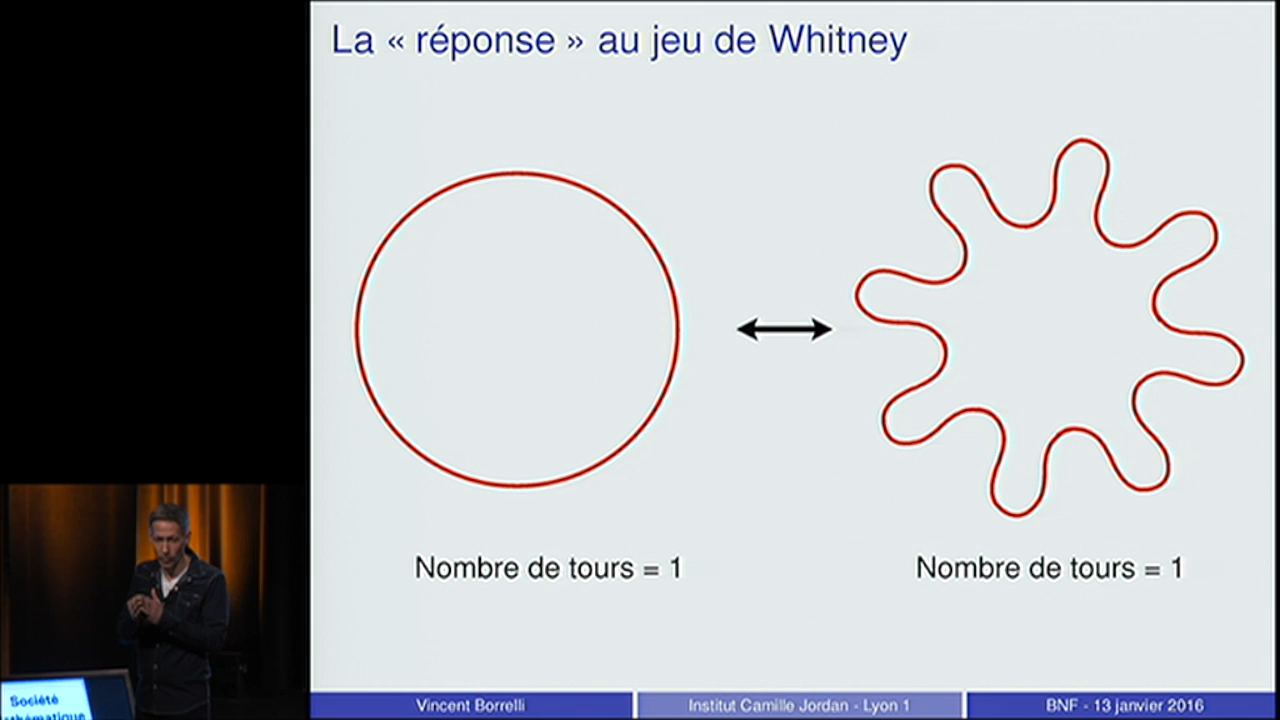 La « réponse » au jeu de Whitney
Nombre de tours = 1
Nombre de tours = 1
Société
Vincent Borrelli
Institut Camille Jordan - Lyon 1
BNF - 13 janvier 2016